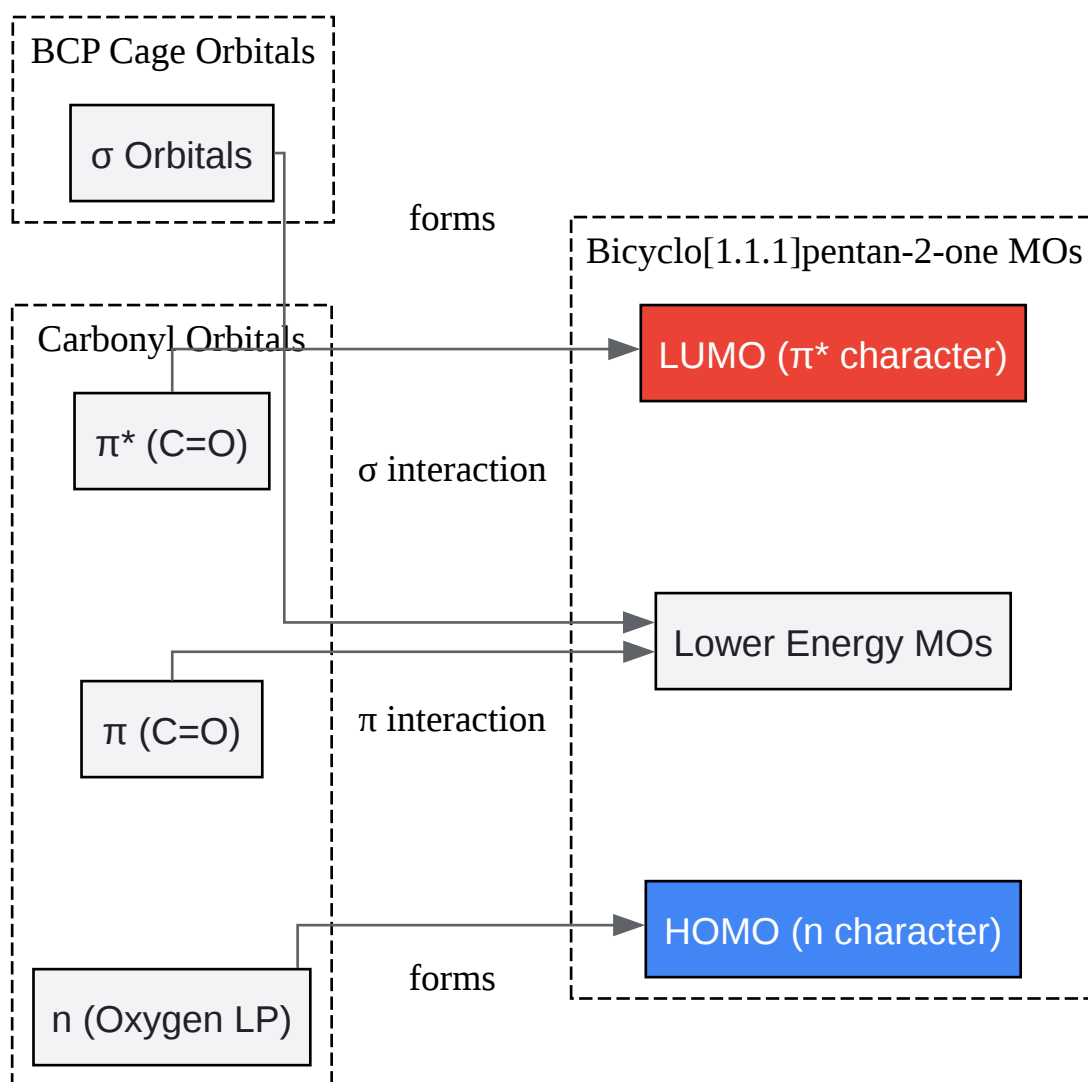 BCP Cage Orbitals
σ Orbitals
forms
Bicyclo[1.1.1]pentan-2-one MOs
Carbonyl Orbitals
LUMO (π* character)
π* (C=O)
σ interaction
Lower Energy MOs
π (C=O)
π interaction
HOMO (n character)
forms
n (Oxygen LP)